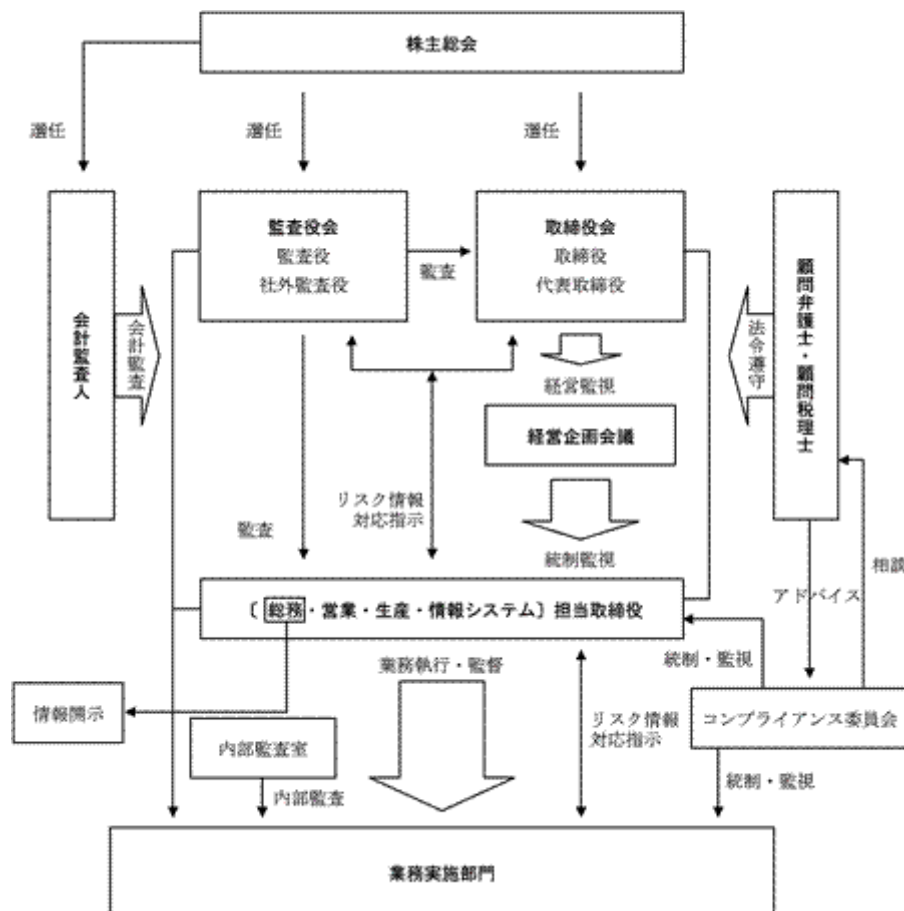 株主総会
選任
選任
選任
監査役会
監査役
社外監査役
監査
取締役会
取締役
代表取締役
会計監査人
会計監査
法令遵守
顧問弁護士・顧問税理士
経営監視
経営企画会議
リスク情報
対応指示
監査
統制監視
相談
アドバイス
〔総務・営業・生産・情報システム〕担当取締役
業務執行・監督
統制・監視
情報開示
内部監査室
リスク情報
対応指示
コンプライアンス委員会
内部監査
統制・監視
業務実施部門